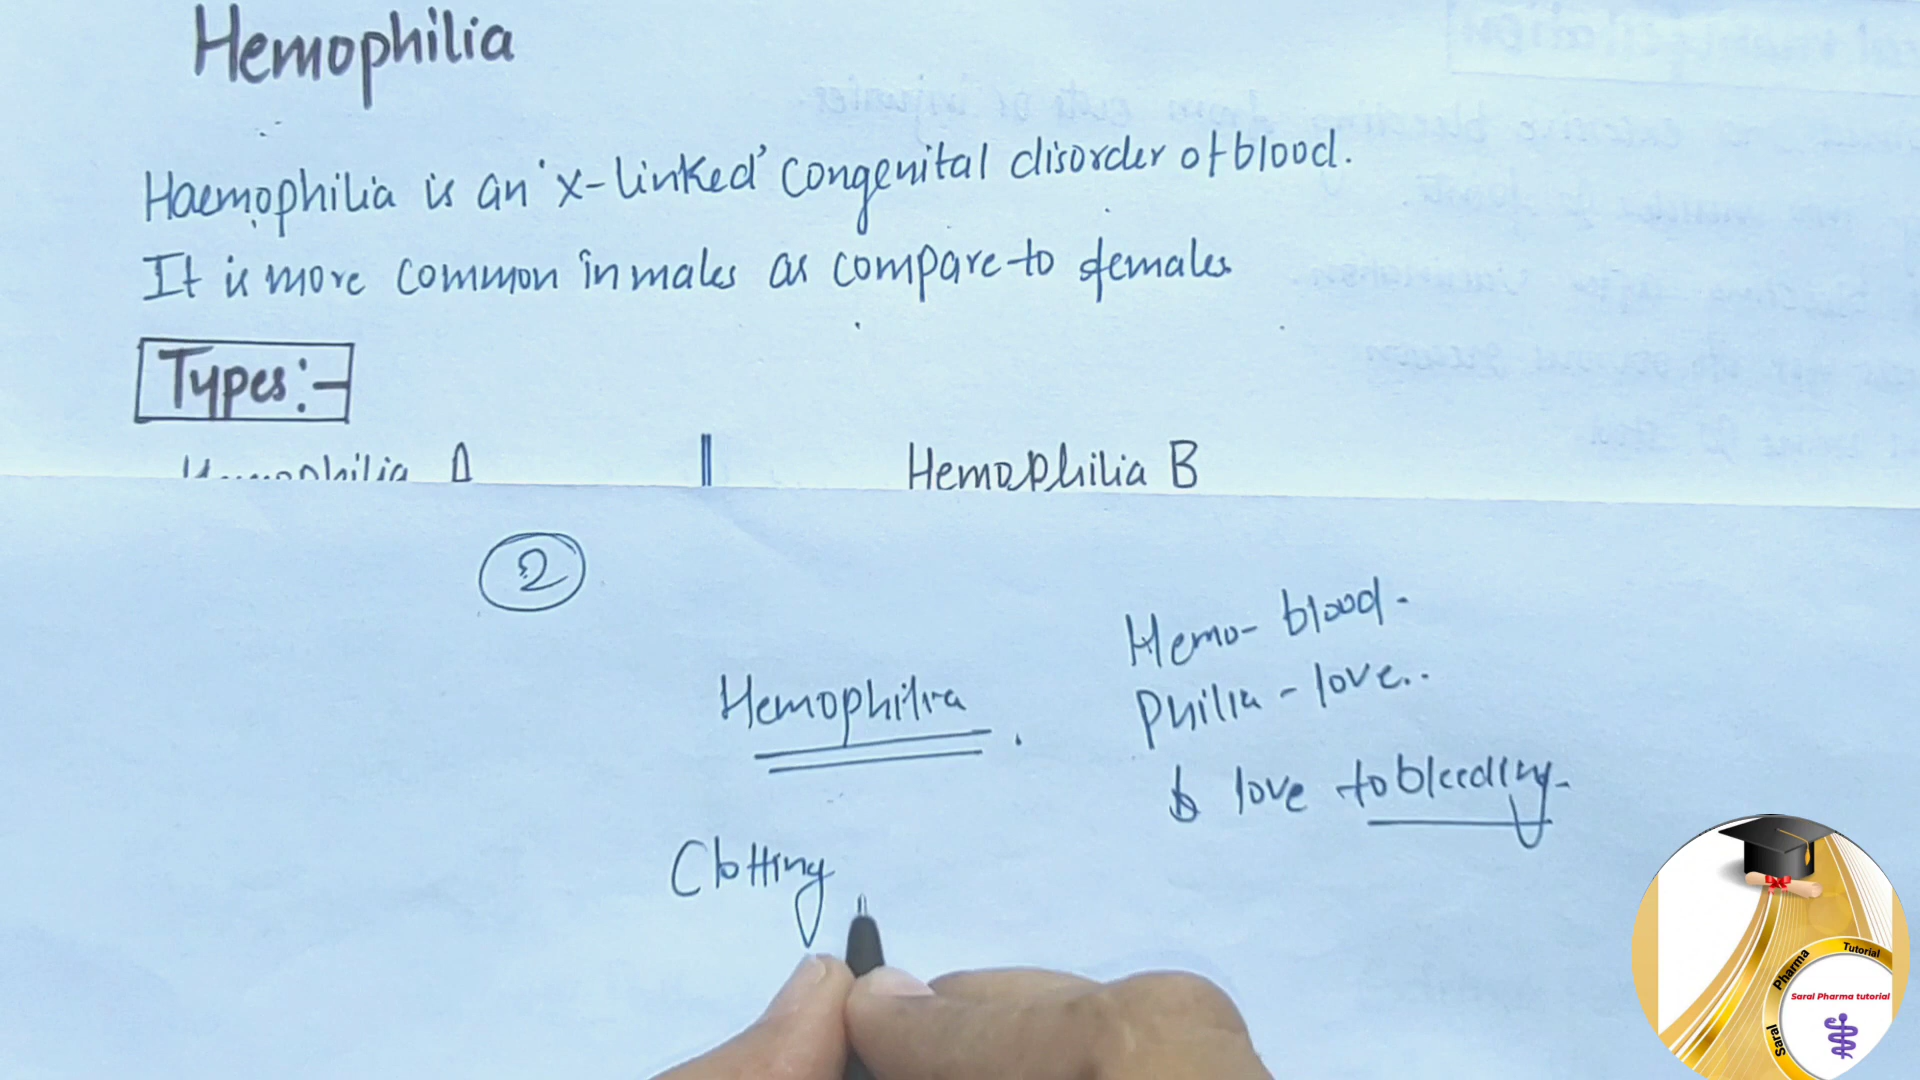 Hemophilia
Haemophilia is an 'x-linked' congenital disorder of blood.
It is more common in males as compare to females
Types:-
Hemophilia A || Hemophilia B
2
Hemo- blood.
Philia - love..
love to bleeding.
Hemophilia.
Clotting
Saral Pharma Tutorial
Saral Pharma tutorial